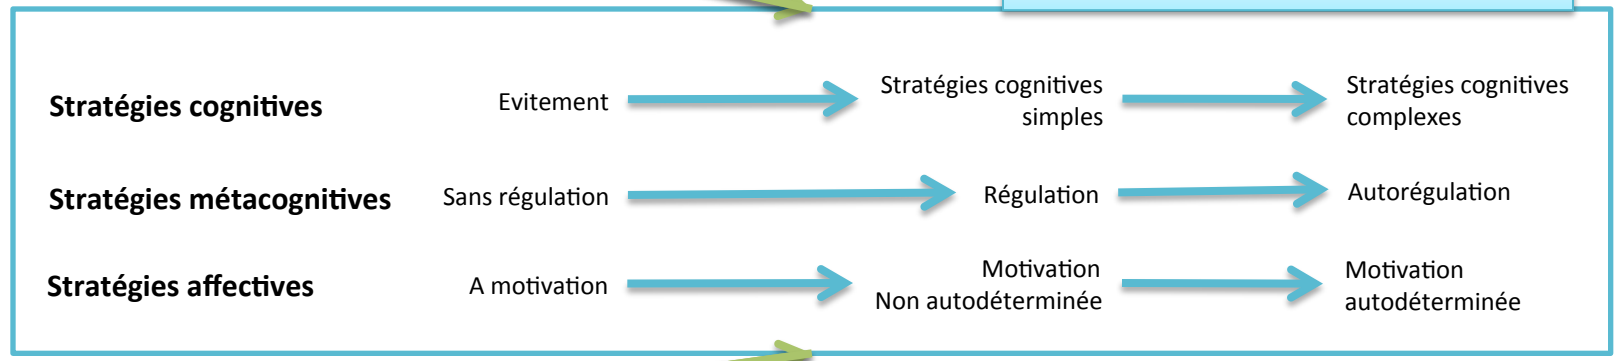 Stratégies cognitives
Evitement
Stratégies cognitives
simples
Stratégies cognitives
complexes
Stratégies métacognitives
Sans régulation
Régulation
Autorégulation
Stratégies affectives
A motivation
Motivation
Non autodéterminée
Motivation
autodéterminée